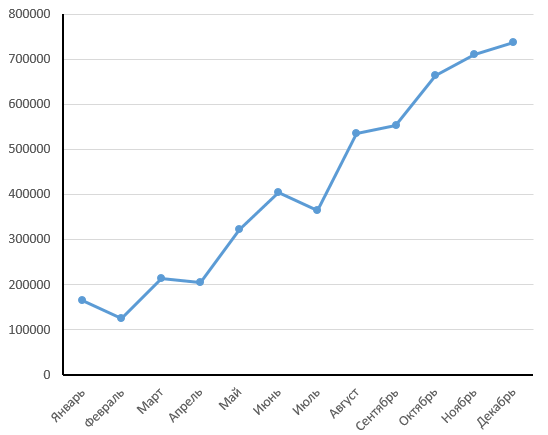 800000
700000
600000
500000
400000
300000
200000
100000
0
Январь
Февраль
Март
Апрель
Май
Июнь
Июль
Август
Сентябрь
Октябрь
Ноябрь
Декабрь